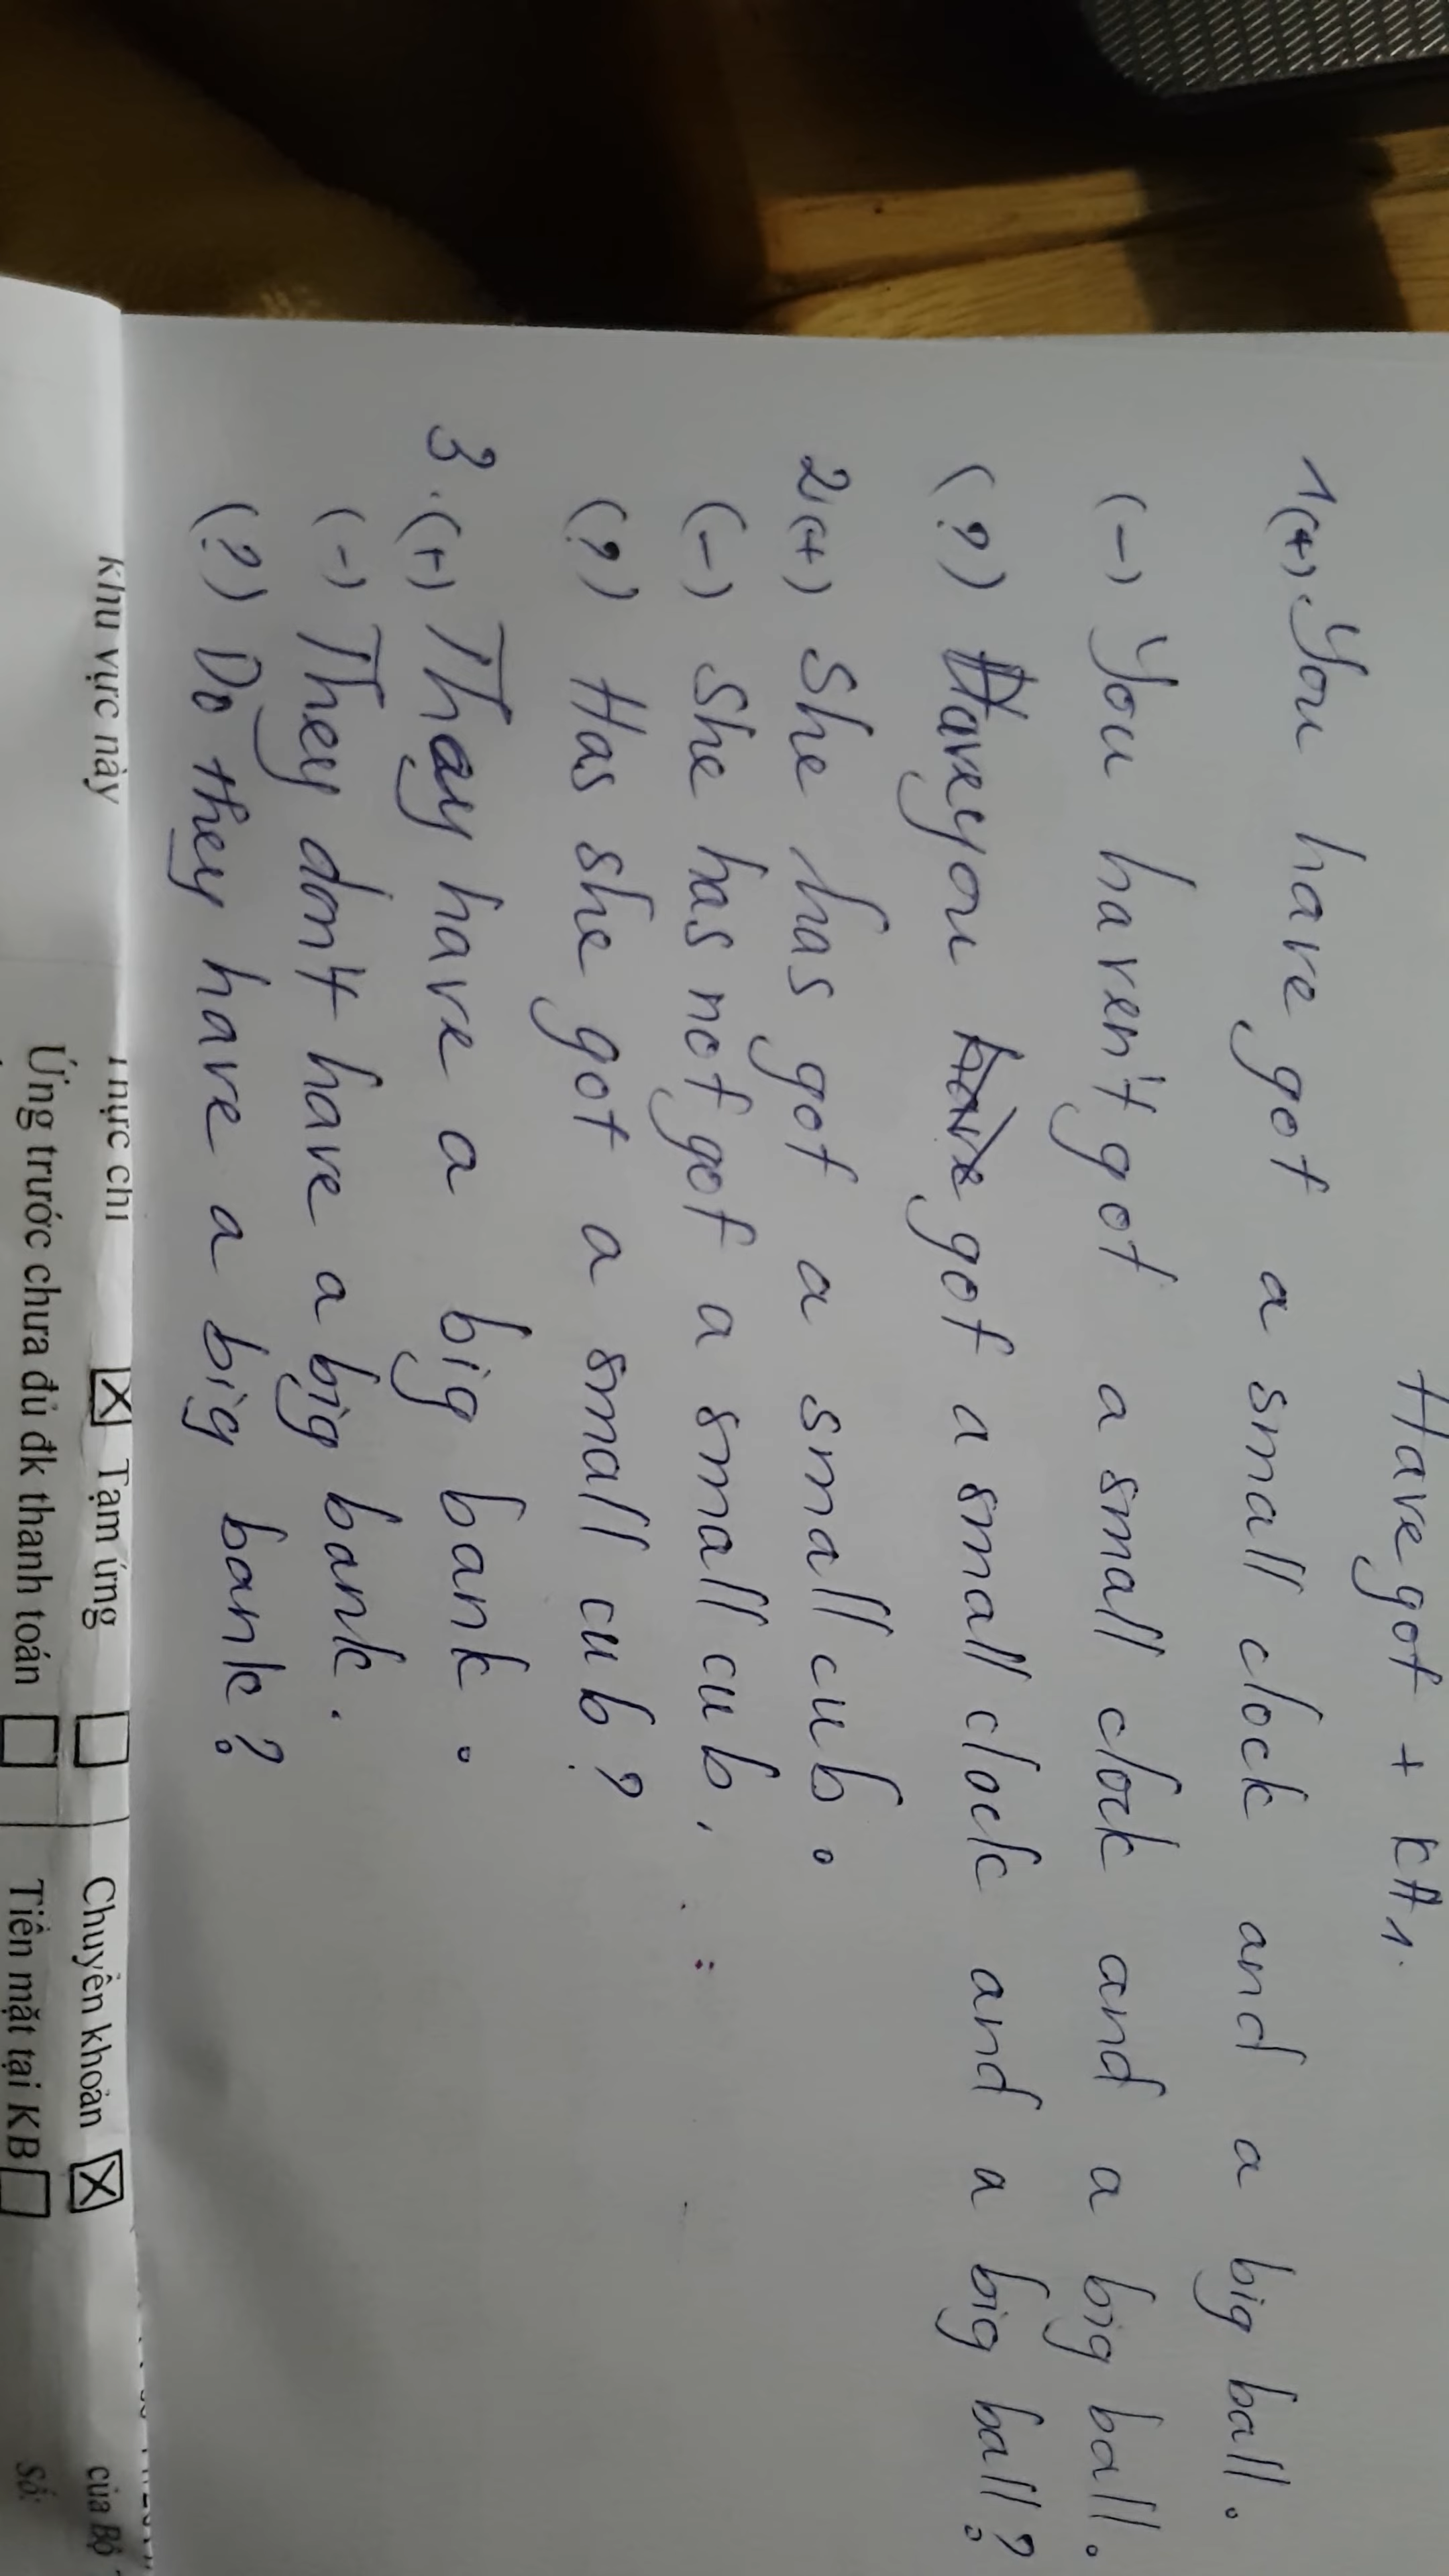 Have got + KA1.
1(+) You have got a small clock and a big ball.
(-) You haven't got a small clock and a big ball.
(?) Have you got a small clock and a big ball?
2(+) She has got a small cub.
(-) She has not got a small cub.
(?) Has she got a small cub?
3.(+) They have a big bank.
(-) They don't have a big bank.
(?) Do they have a big bank?
khu vực này
Thực chi ☒ Tạm ứng ☐ Chuyển khoản ☒
Ứng trước chưa đủ đk thanh toán ☐ Tiền mặt tại KB ☐
của Bộ
Số: